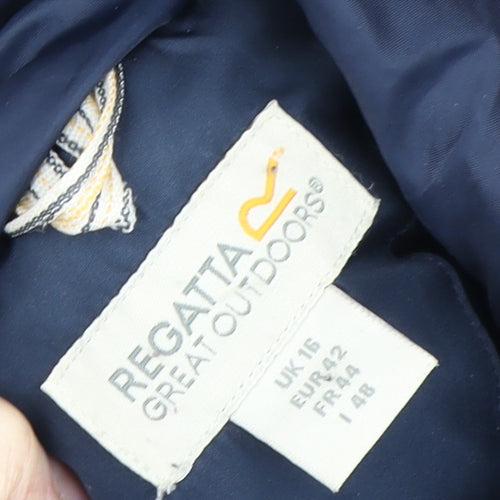 REGATTA
GREAT OUTDOORS®
UK 16
EUR 42
FR 44
I 48